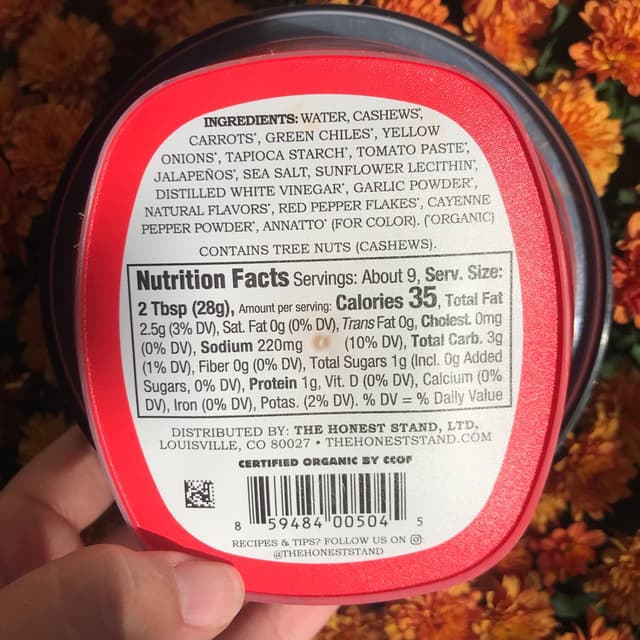 INGREDIENTS: WATER, CASHEWS*,
CARROTS*, GREEN CHILES*, YELLOW
ONIONS*, TAPIOCA STARCH*, TOMATO PASTE*,
JALAPEÑOS*, SEA SALT, SUNFLOWER LECITHIN*,
DISTILLED WHITE VINEGAR*, GARLIC POWDER*,
NATURAL FLAVORS*, RED PEPPER FLAKES*, CAYENNE
PEPPER POWDER*, ANNATTO* (FOR COLOR). (*ORGANIC)
CONTAINS TREE NUTS (CASHEWS).
Nutrition Facts Servings: About 9, Serv. Size:
2 Tbsp (28g), Amount per serving: Calories 35, Total Fat
2.5g (3% DV), Sat. Fat 0g (0% DV), Trans Fat 0g, Cholest. 0mg
(0% DV), Sodium 220mg (10% DV), Total Carb. 3g
(1% DV), Fiber 0g (0% DV), Total Sugars 1g (Incl. 0g Added
Sugars, 0% DV), Protein 1g, Vit. D (0% DV), Calcium (0%
DV), Iron (0% DV), Potas. (2% DV). % DV = % Daily Value
DISTRIBUTED BY: THE HONEST STAND, LTD.
LOUISVILLE, CO 80027 • THEHONESTSTAND.COM
CERTIFIED ORGANIC BY CCOF
8 59484 00504 5
RECIPES & TIPS? FOLLOW US ON :
@THEHONESTSTAND